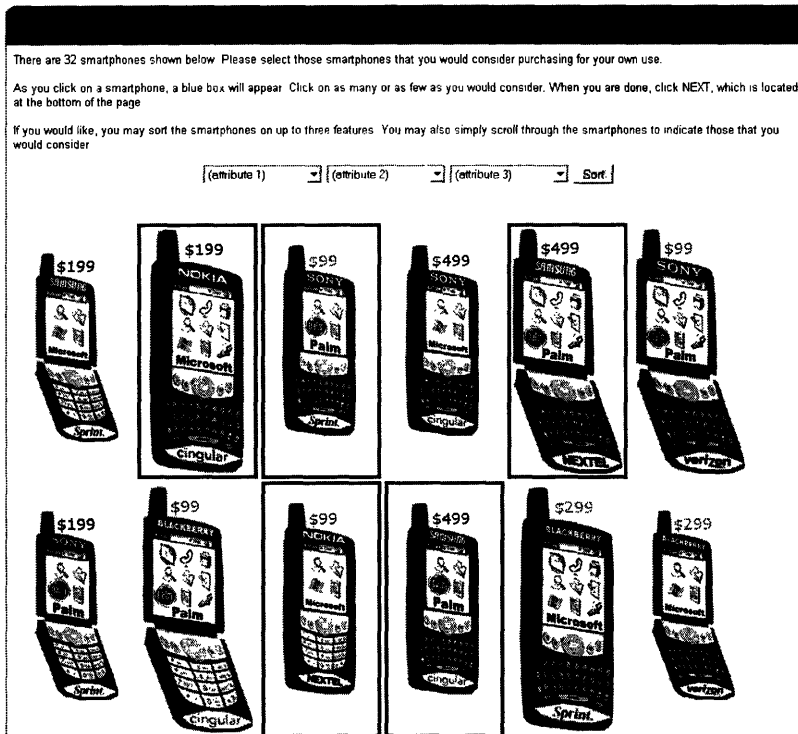 There are 32 smartphones shown below Please select those smartphones that you would consider purchasing for your own use.
As you click on a smartphone, a blue box will appear Click on as many or as few as you would consider. When you are done, click NEXT, which is located
at the bottom of the page
If you would like, you may sort the smartphones on up to three features You may also simply scroll through the smartphones to indicate those that you
would consider
(attribute 1) (attribute 2) (attribute 3) Sort
$199 $199 $99 $499 $499 $99
SAMSUNG NOKIA SONY SONY SAMSUNG SONY
Microsoft Microsoft Palm Microsoft Palm Palm
Sprint. cingular Sprint. cingular NEXTEL verizon
$199 $99 $99 $499 $299 $299
SONY BLACKBERRY NOKIA SAMSUNG BLACKBERRY BLACKBERRY
Palm Palm Microsoft Palm Microsoft Microsoft
Sprint. cingular NEXTEL cingular Sprint. verizon